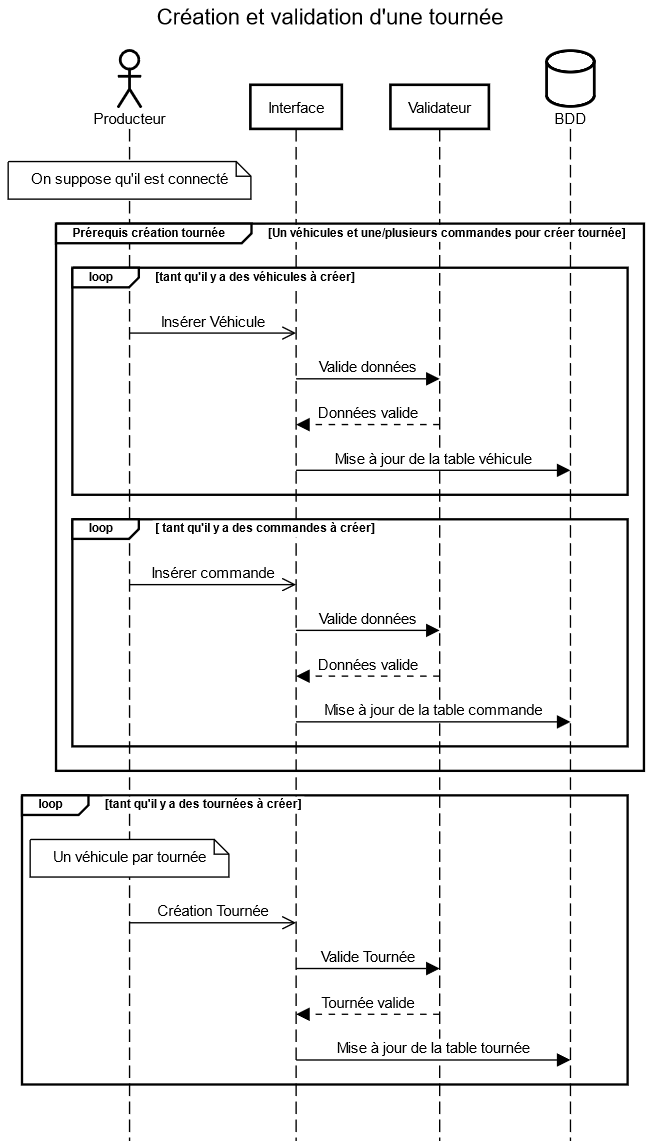 Création et validation d'une tournée
Producteur
Interface
Validateur
BDD
On suppose qu'il est connecté
Prérequis création tournée
[Un véhicules et une/plusieurs commandes pour créer tournée]
loop
[tant qu'il y a des véhicules à créer]
Insérer Véhicule
Valide données
Données valide
Mise à jour de la table véhicule
loop
[ tant qu'il y a des commandes à créer]
Insérer commande
Valide données
Données valide
Mise à jour de la table commande
loop
[tant qu'il y a des tournées à créer]
Un véhicule par tournée
Création Tournée
Valide Tournée
Tournée valide
Mise à jour de la table tournée